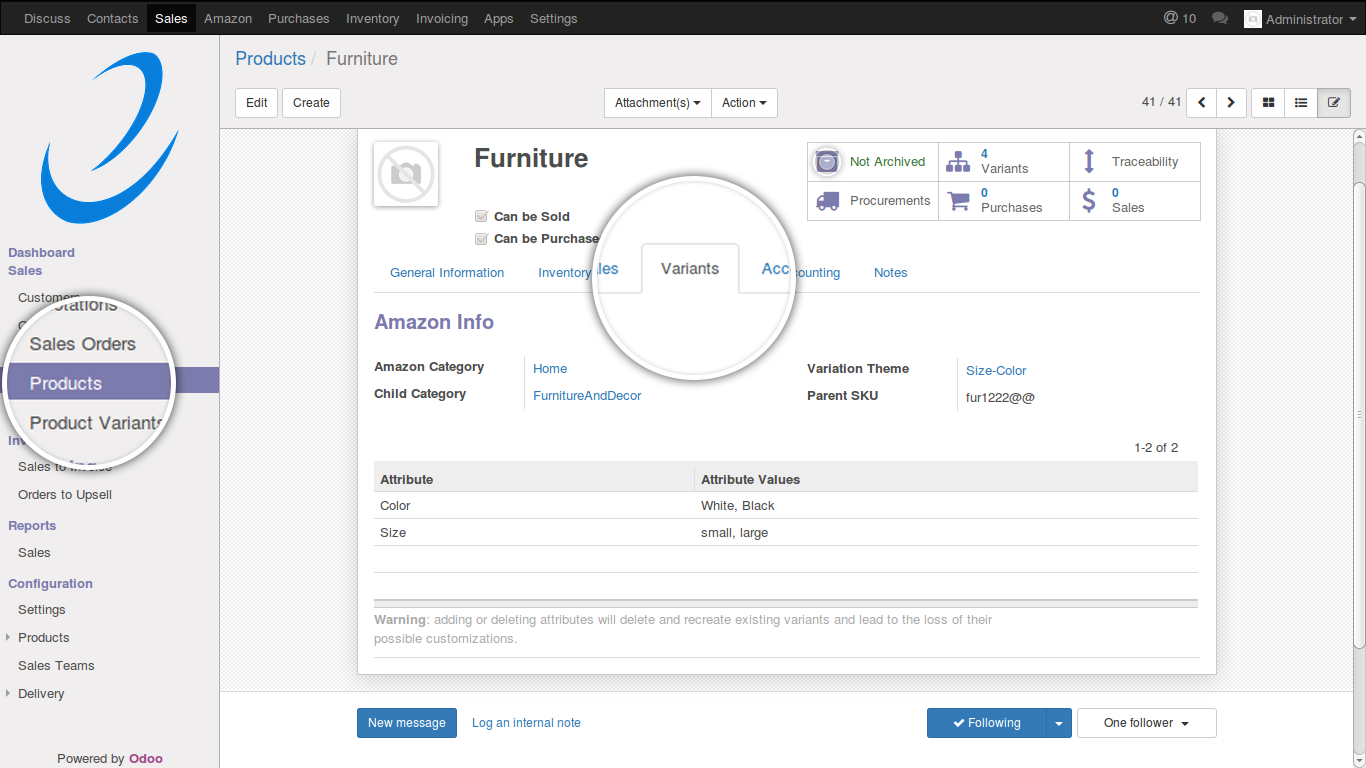 Discuss Contacts Sales Amazon Purchases Inventory Invoicing Apps Settings @ 10 Administrator
Products / Furniture
Edit Create Attachment(s) Action 41 / 41
Dashboard
Sales
Customers
Sales Orders
Products
Product Variants
Sales to
Orders to Upsell
Reports
Sales
Configuration
Settings
Products
Sales Teams
Delivery
Powered by Odoo
Furniture
Can be Sold
Can be Purchase
Not Archived
4 Variants
Traceability
Procurements
0 Purchases
0 Sales
General Information Inventory les Variants Acc ounting Notes
Amazon Info
Amazon Category Home
Child Category FurnitureAndDecor
Variation Theme Size-Color
Parent SKU fur1222@@
1-2 of 2
Attribute Attribute Values
Color White, Black
Size small, large
Warning: adding or deleting attributes will delete and recreate existing variants and lead to the loss of their
possible customizations.
New message Log an internal note Following One follower